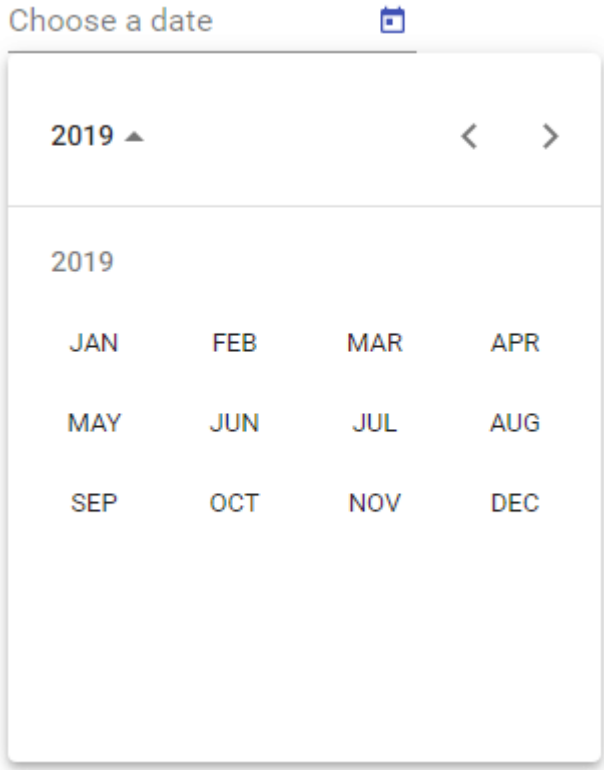 Choose a date
2019
2019
JAN FEB MAR APR
MAY JUN JUL AUG
SEP OCT NOV DEC